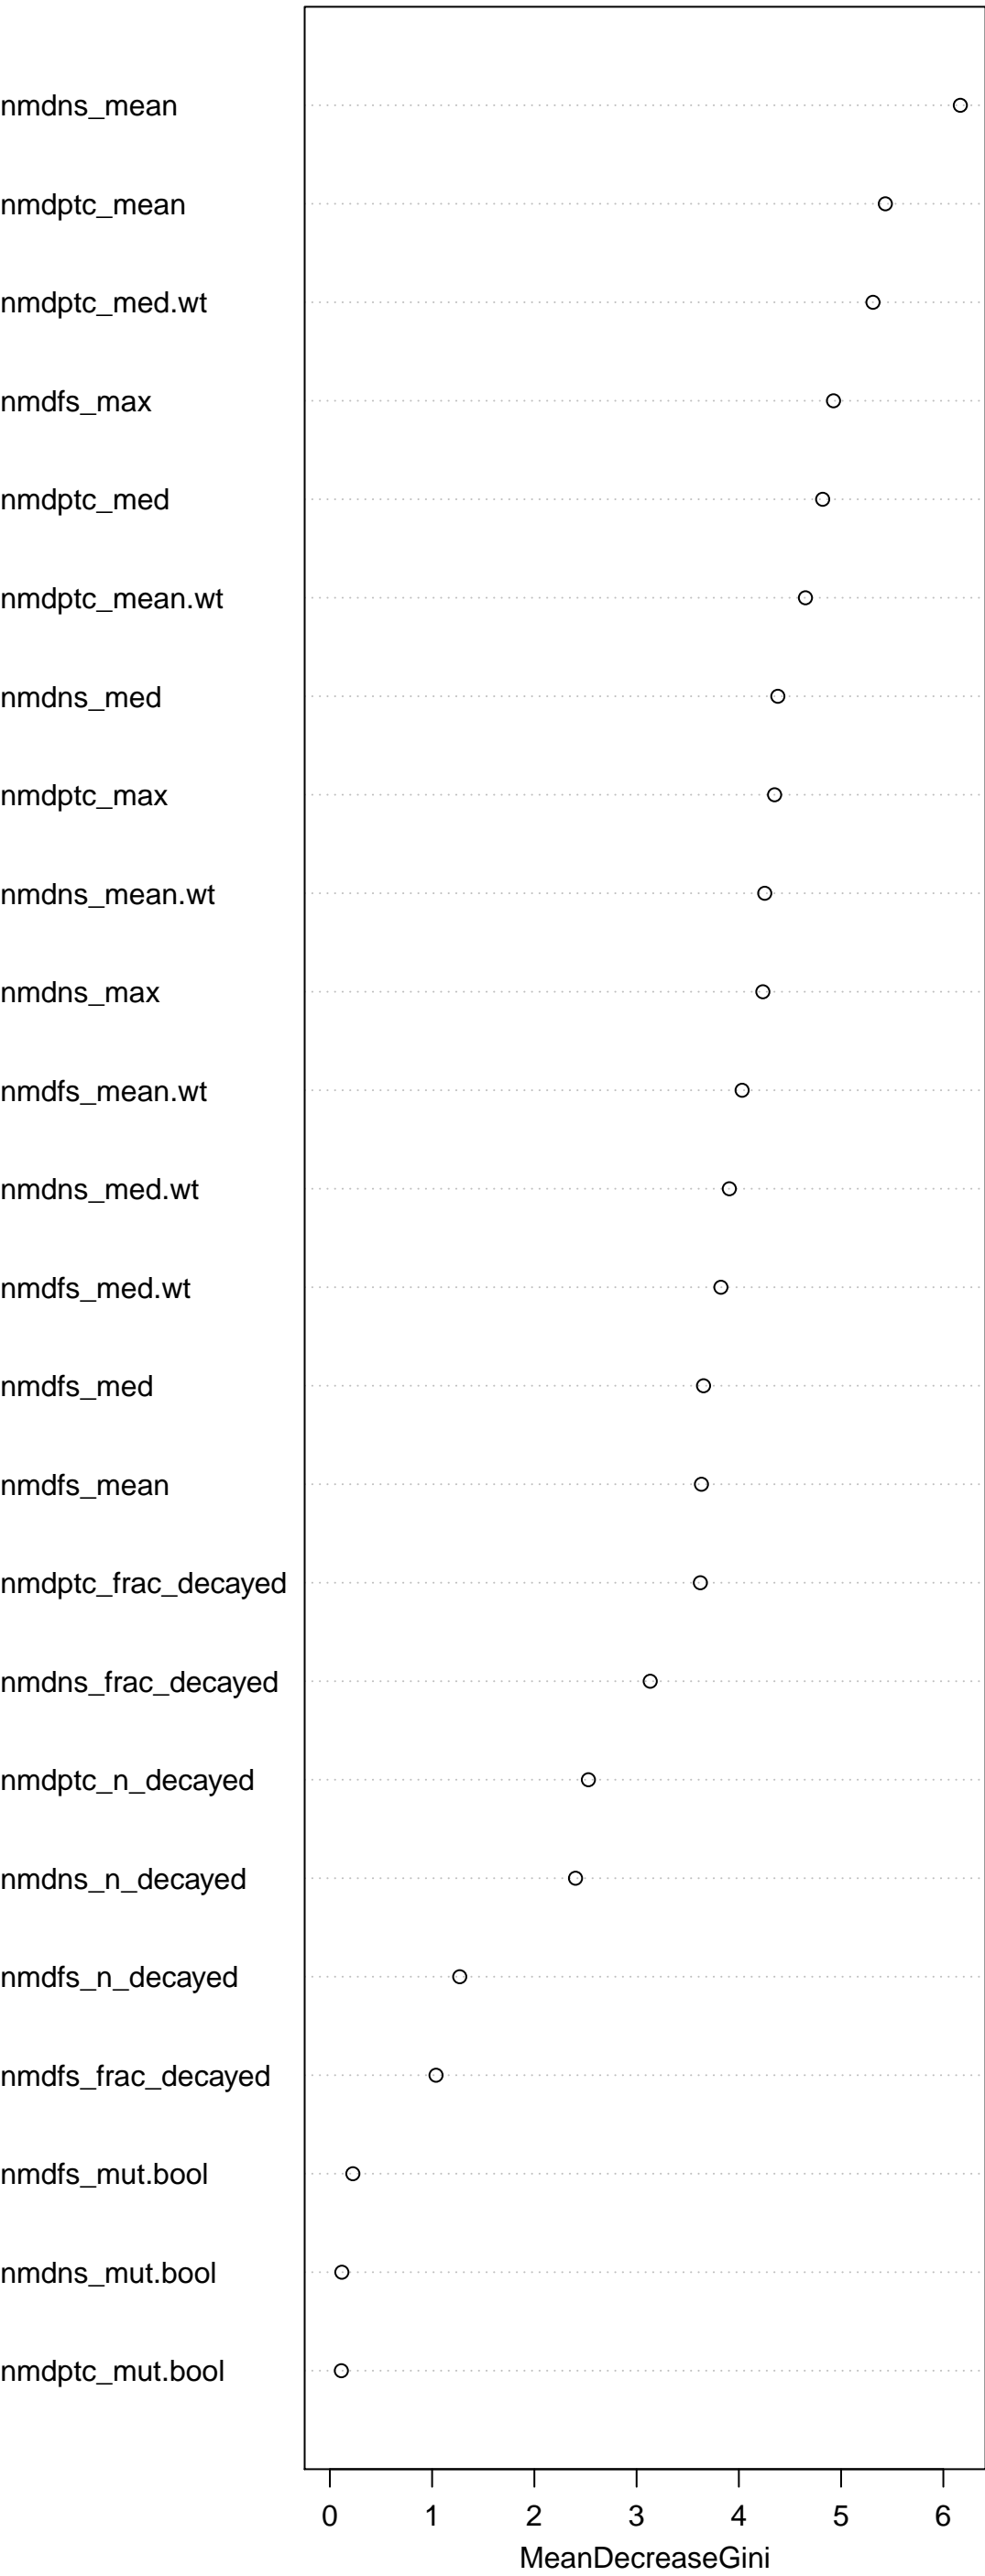 nmdns_mean
nmdptc_mean
nmdptc_med.wt
nmdfs_max
nmdptc_med
nmdptc_mean.wt
nmdns_med
nmdptc_max
nmdns_mean.wt
nmdns_max
nmdfs_mean.wt
nmdns_med.wt
nmdfs_med.wt
nmdfs_med
nmdfs_mean
nmdptc_frac_decayed
nmdns_frac_decayed
nmdptc_n_decayed
nmdns_n_decayed
nmdfs_n_decayed
nmdfs_frac_decayed
nmdfs_mut.bool
nmdns_mut.bool
nmdptc_mut.bool
0 1 2 3 4 5 6
MeanDecreaseGini